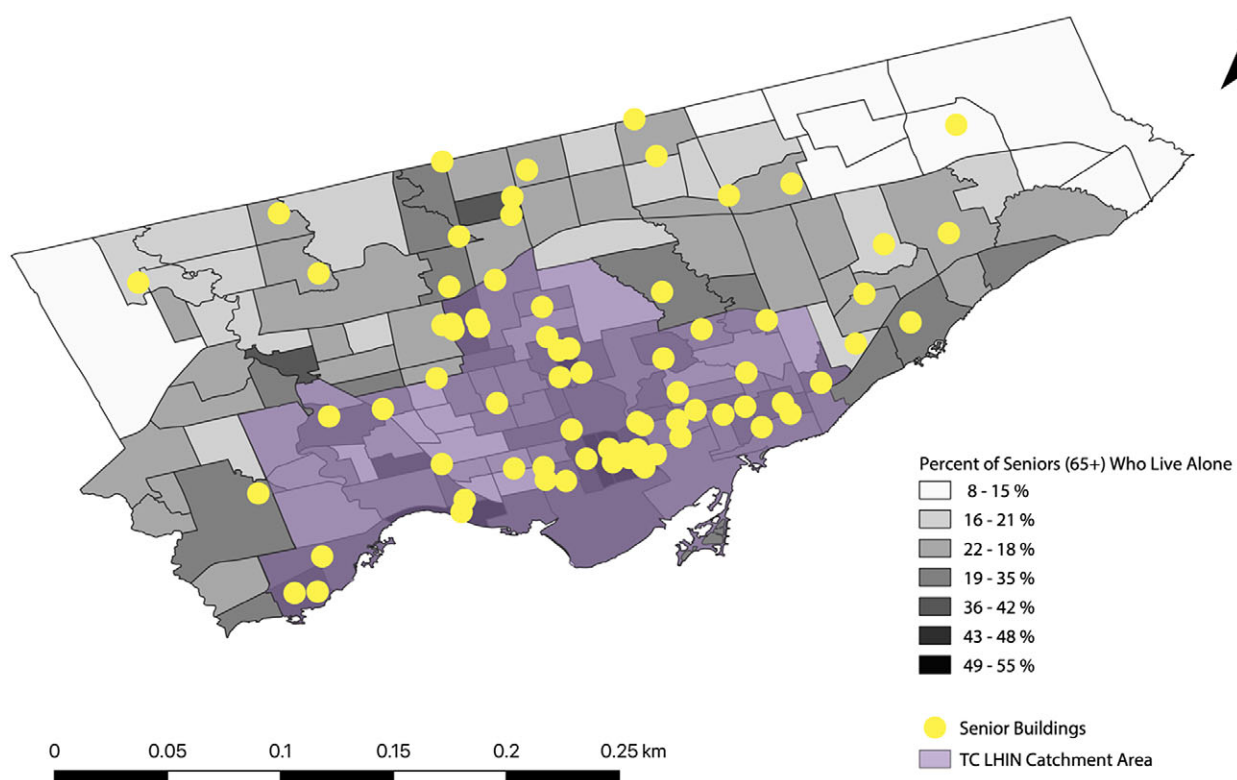 Percent of Seniors (65+) Who Live Alone
8 - 15 %
16 - 21 %
22 - 18 %
19 - 35 %
36 - 42 %
43 - 48 %
49 - 55 %
Senior Buildings
TC LHIN Catchment Area
0 0.05 0.1 0.15 0.2 0.25 km